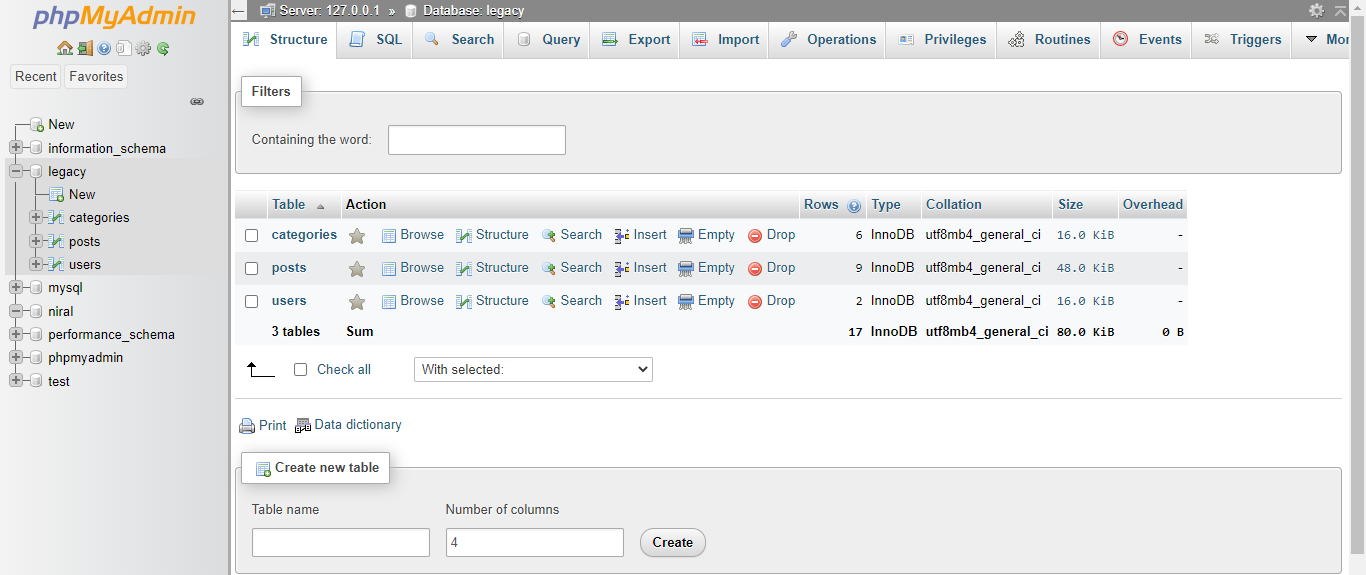 phpMyAdmin
Recent Favorites
New
information_schema
legacy
New
categories
posts
users
mysql
niral
performance_schema
phpmyadmin
test
Server: 127.0.0.1 » Database: legacy
Structure SQL Search Query Export Import Operations Privileges Routines Events Triggers Mor
Filters
Containing the word:
Table Action Rows Type Collation Size Overhead
categories Browse Structure Search Insert Empty Drop 6 InnoDB utf8mb4_general_ci 16.0 KiB -
posts Browse Structure Search Insert Empty Drop 9 InnoDB utf8mb4_general_ci 48.0 KiB -
users Browse Structure Search Insert Empty Drop 2 InnoDB utf8mb4_general_ci 16.0 KiB -
3 tables Sum 17 InnoDB utf8mb4_general_ci 80.0 KiB 0 B
Check all With selected:
Print Data dictionary
Create new table
Table name Number of columns
4 Create